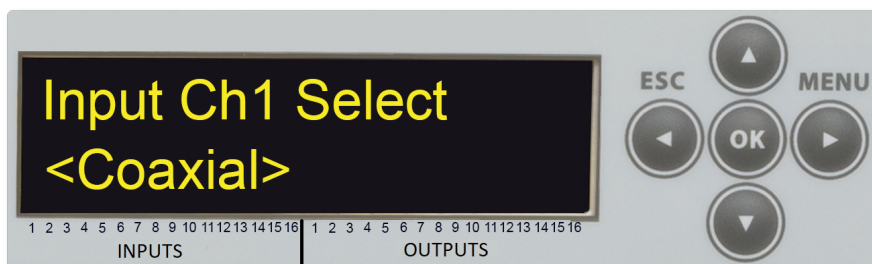 Input Ch1 Select
<Coaxial>
ESC
MENU
OK
1 2 3 4 5 6 7 8 9 10 11 12 13 14 15 16 1 2 3 4 5 6 7 8 9 10 11 12 13 14 15 16
INPUTS OUTPUTS